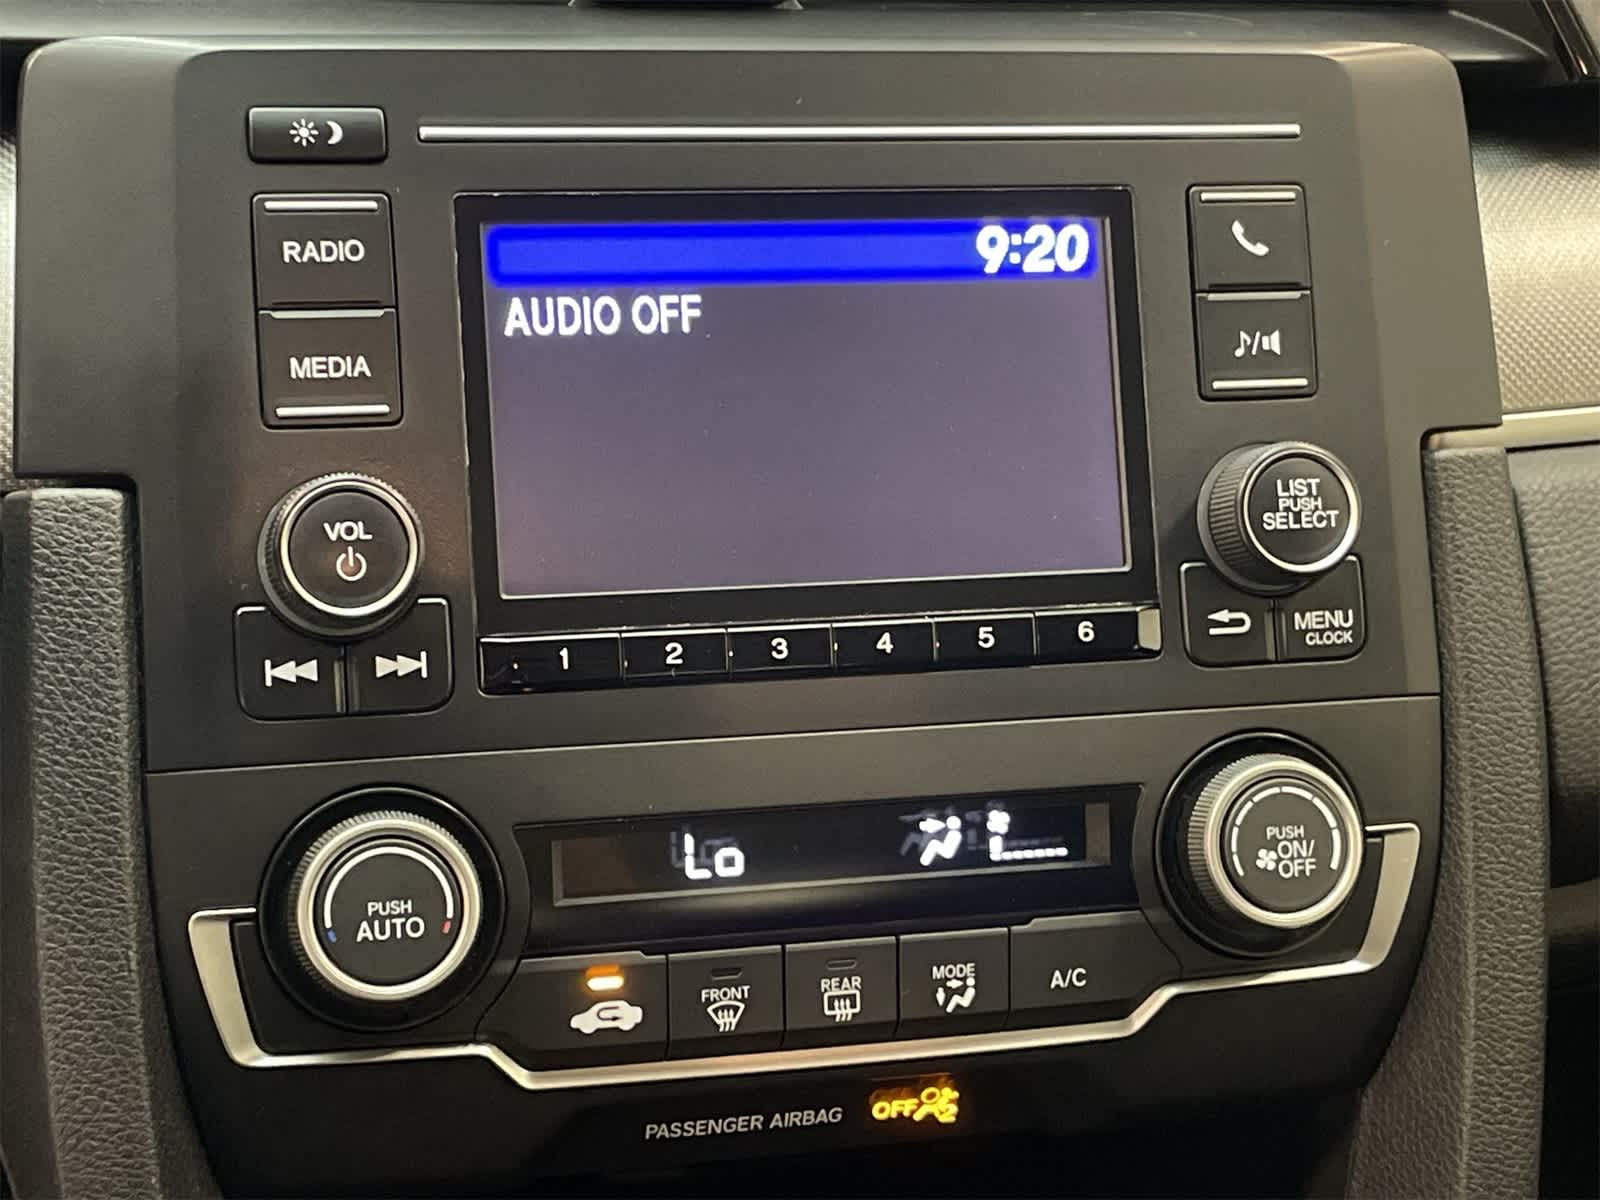 9:20
RADIO
AUDIO OFF
MEDIA
VOL
LIST
PUSH
SELECT
1 2 3 4 5 6
MENU
CLOCK
Lo
PUSH
ON/
OFF
PUSH
AUTO
FRONT
REAR
MODE
A/C
PASSENGER AIRBAG
OFF
2